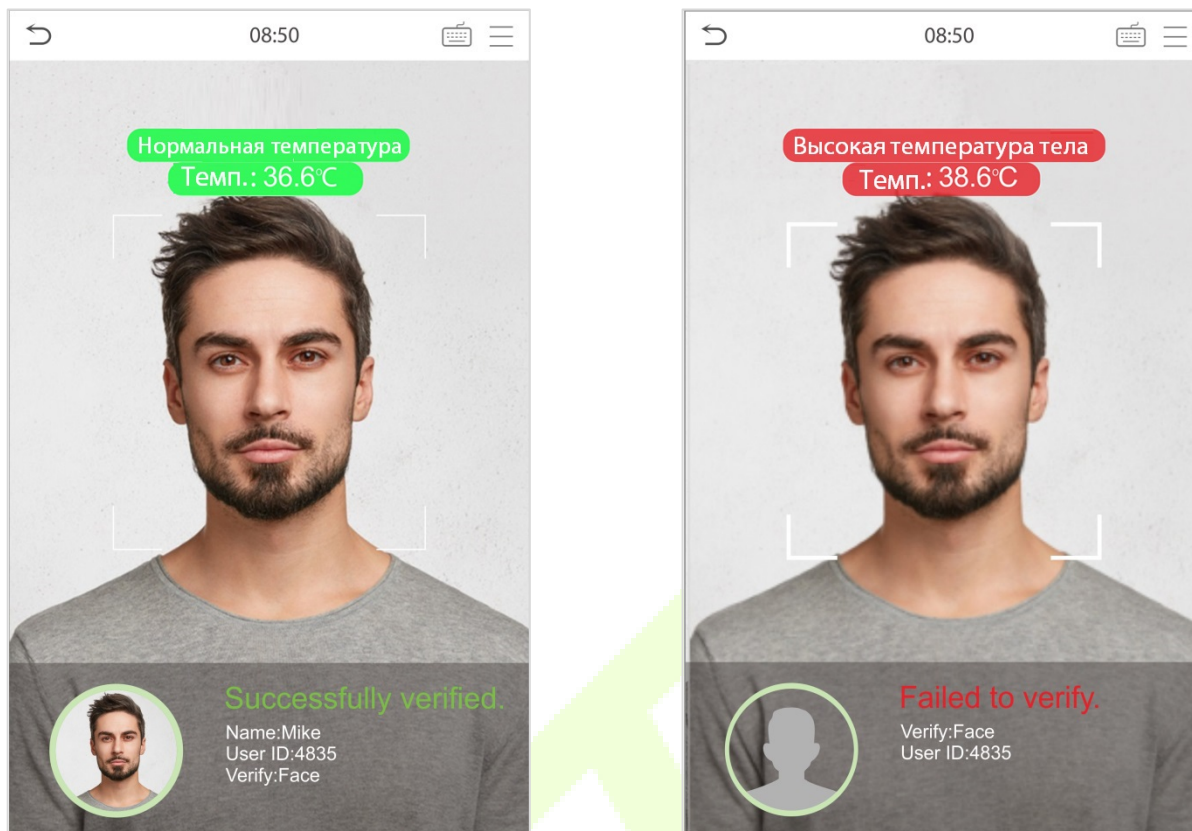 08:50
Нормальная температура
Темп.: 36.6°C
Successfully verified.
Name:Mike
User ID:4835
Verify:Face
08:50
Высокая температура тела
Темп.: 38.6°C
Failed to verify.
Verify:Face
User ID:4835